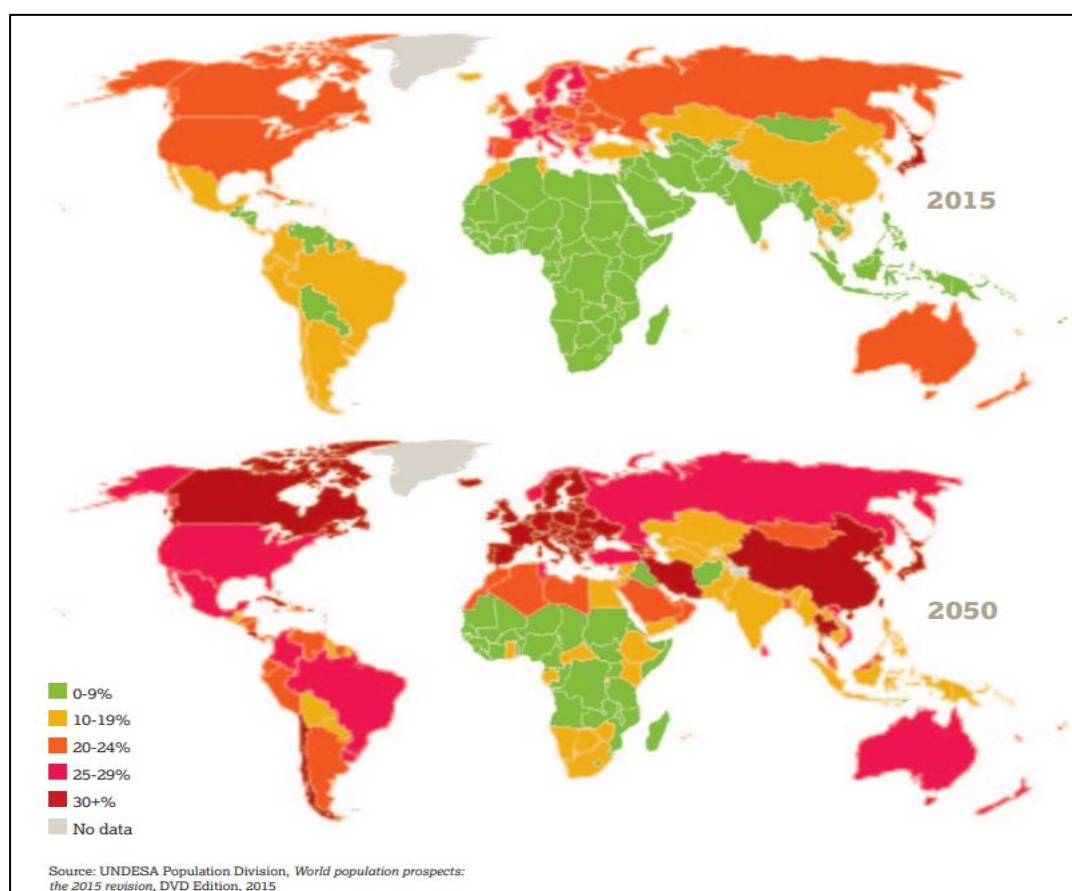 2015
2050
0-9%
10-19%
20-24%
25-29%
30+%
No data
Source: UNDESA Population Division, World population prospects:
the 2015 revision, DVD Edition, 2015